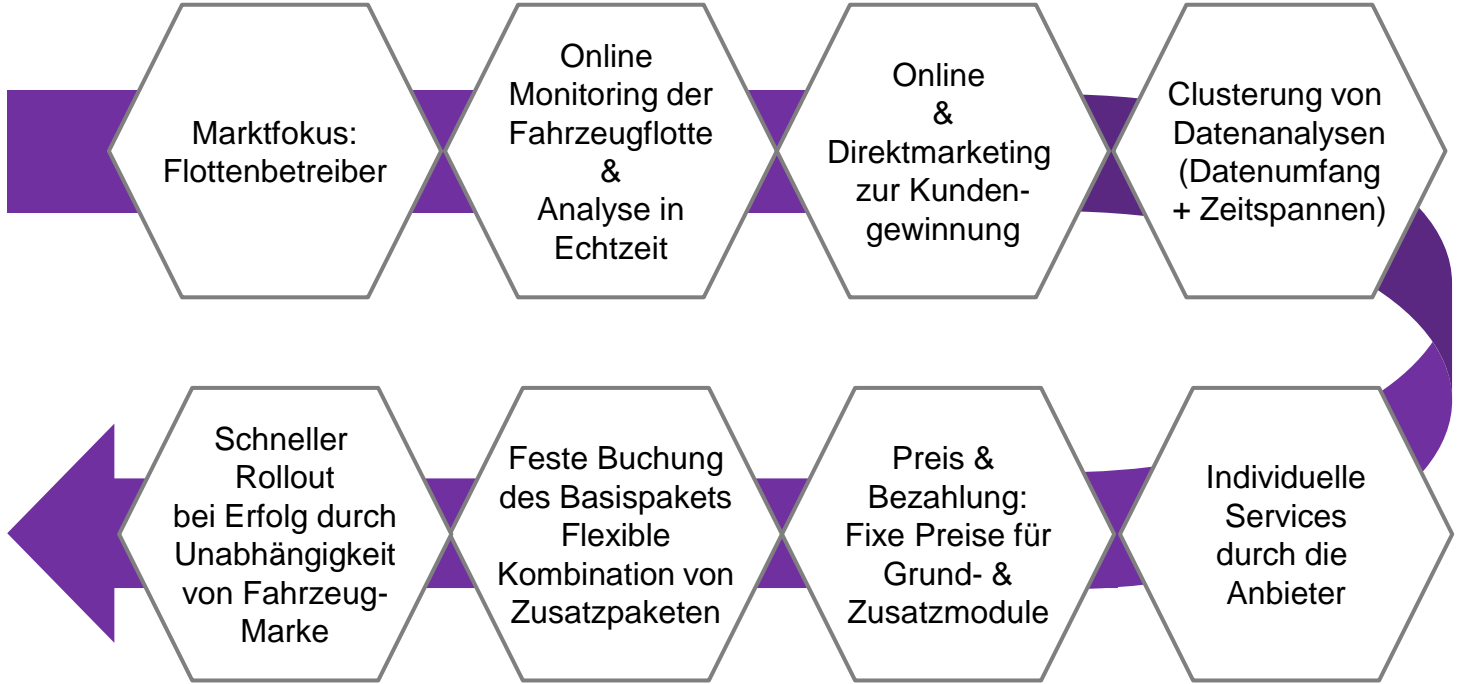 Marktfokus:
Flottenbetreiber
Online
Monitoring der
Fahrzeugflotte
&
Analyse in
Echtzeit
Online
&
Direktmarketing
zur Kunden-
gewinnung
Clusterung von
Datenanalysen
(Datenumfang
+ Zeitspannen)
Individuelle
Services
durch die
Anbieter
Preis &
Bezahlung:
Fixe Preise für
Grund- &
Zusatzmodule
Feste Buchung
des Basispakets
Flexible
Kombination von
Zusatzpaketen
Schneller
Rollout
bei Erfolg durch
Unabhängigkeit
von Fahrzeug-
Marke